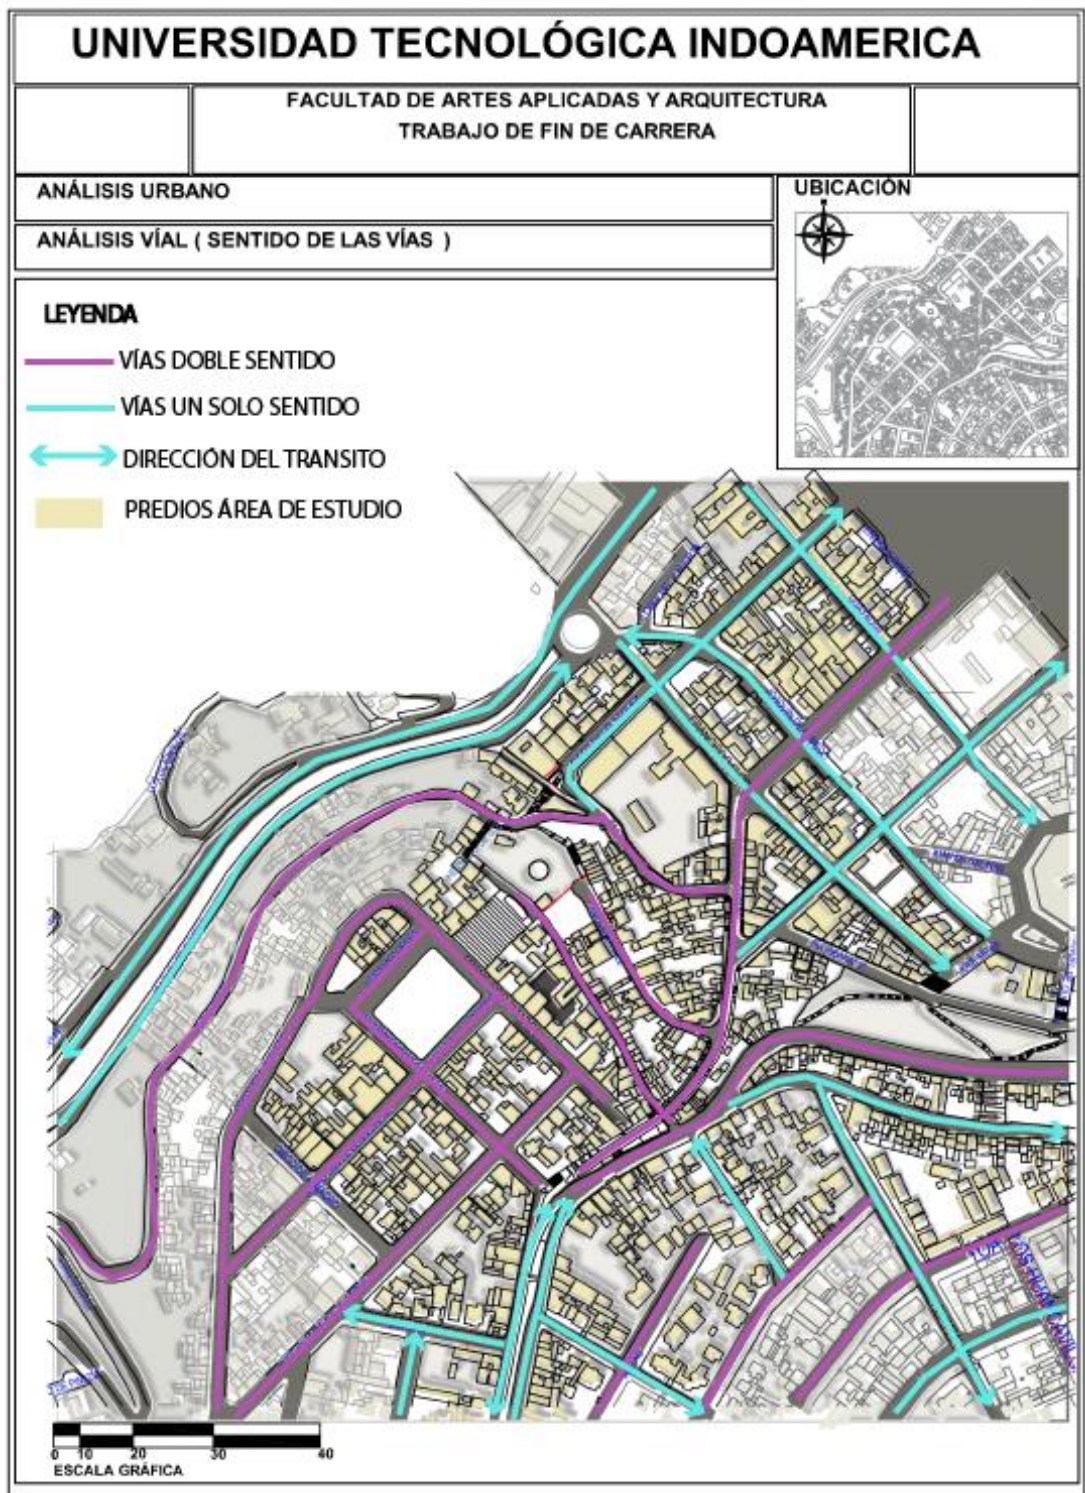 UNIVERSIDAD TECNOLÓGICA INDOAMERICA
FACULTAD DE ARTES APLICADAS Y ARQUITECTURA
TRABAJO DE FIN DE CARRERA
ANÁLISIS URBANO
UBICACIÓN
ANÁLISIS VÍAL ( SENTIDO DE LAS VÍAS )
LEYENDA
VÍAS DOBLE SENTIDO
VÍAS UN SOLO SENTIDO
DIRECCIÓN DEL TRANSITO
PREDIOS ÁREA DE ESTUDIO
0 10 20 30 40
ESCALA GRÁFICA